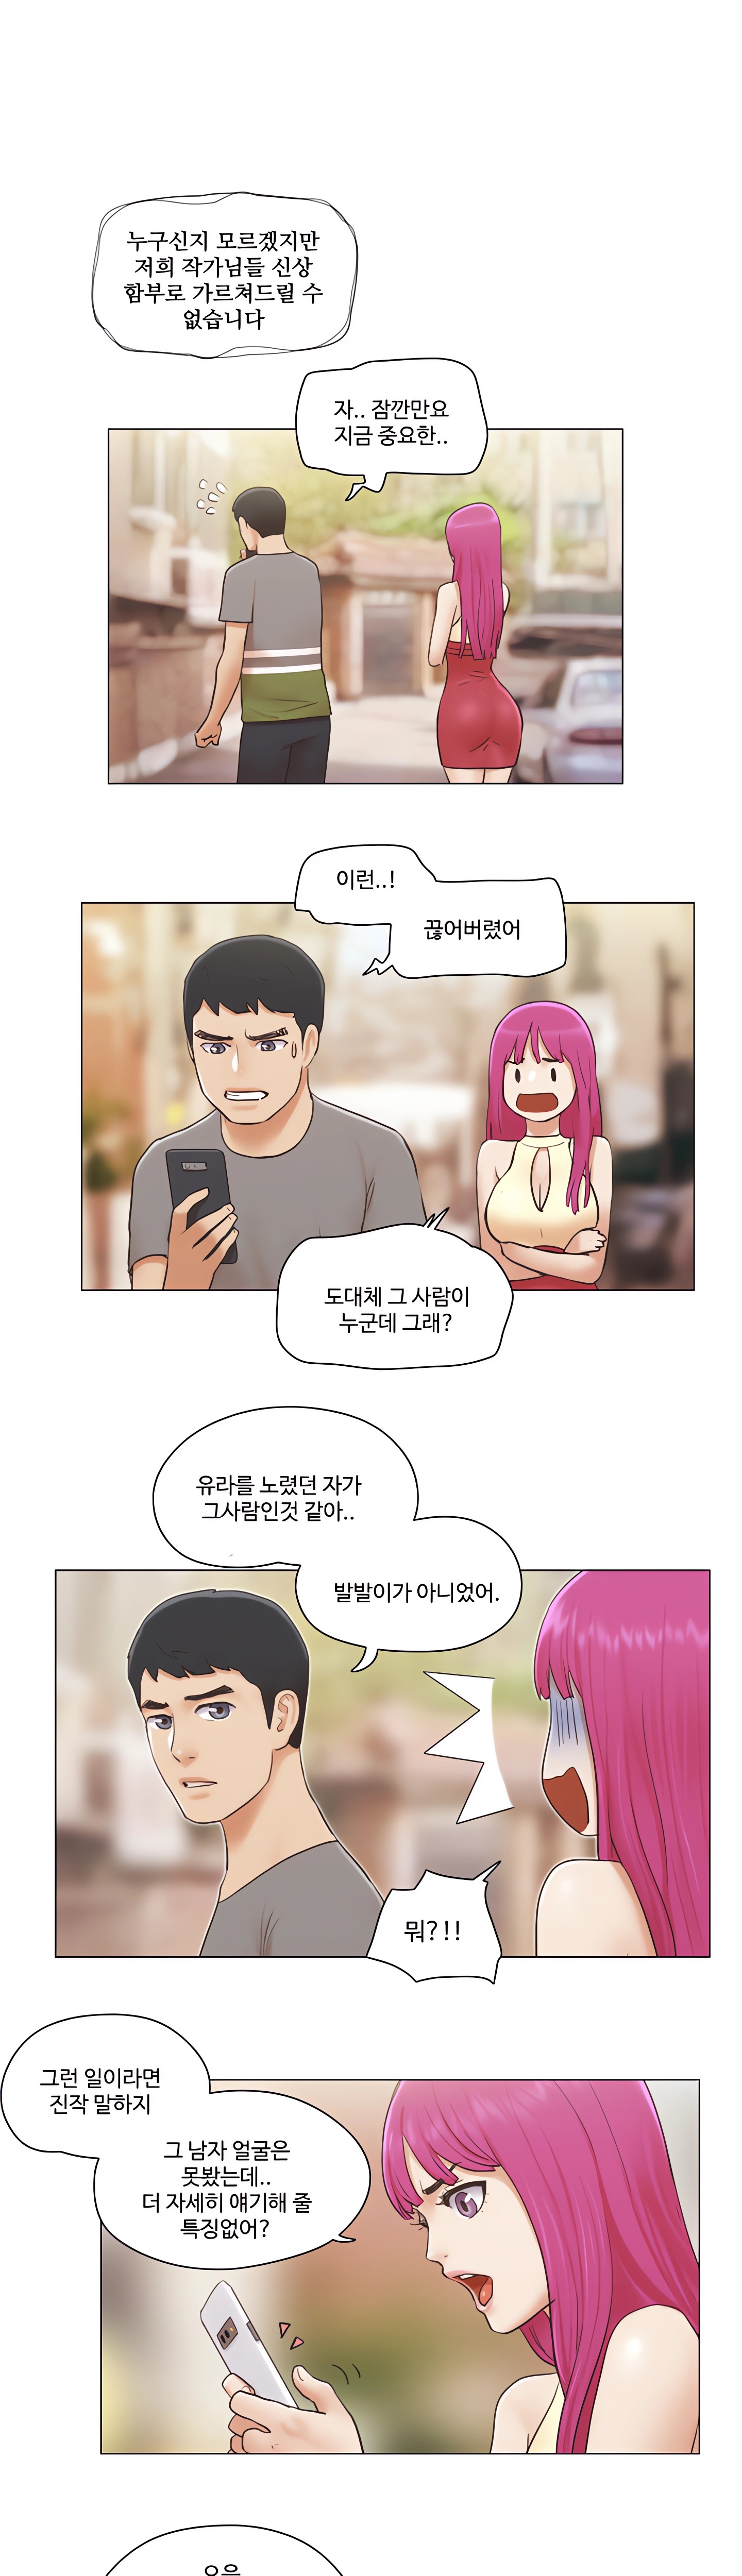 누구신지 모르겠지만
저희 작가님들 신상
함부로 가르쳐드릴 수
없습니다
자.. 잠깐만요
지금 중요한..
이런..!
끊어버렸어
도대체 그 사람이
누군데 그래?
유라를 노렸던 자가
그사람인것 같아..
발발이가 아니었어.
뭐?!!
그런 일이라면
진작 말하지
그 남자 얼굴은
못봤는데..
더 자세히 얘기해 줄
특징없어?